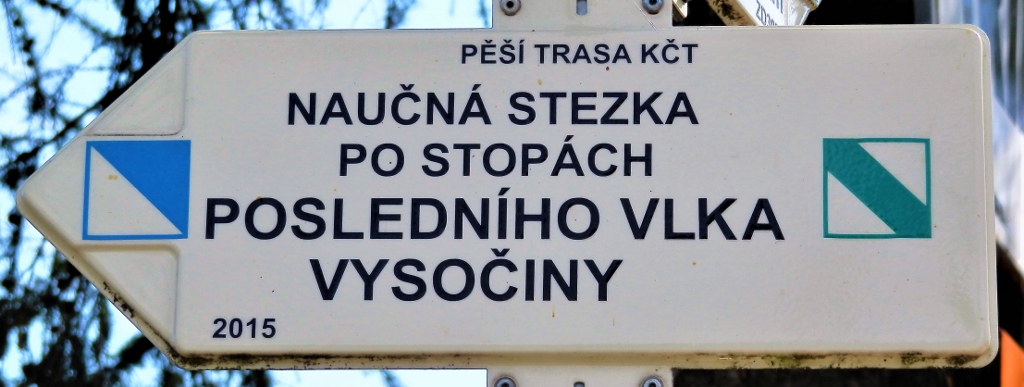 PĚŠÍ TRASA KČT
NAUČNÁ STEZKA
PO STOPÁCH
POSLEDNÍHO VLKA
VYSOČINY
2015